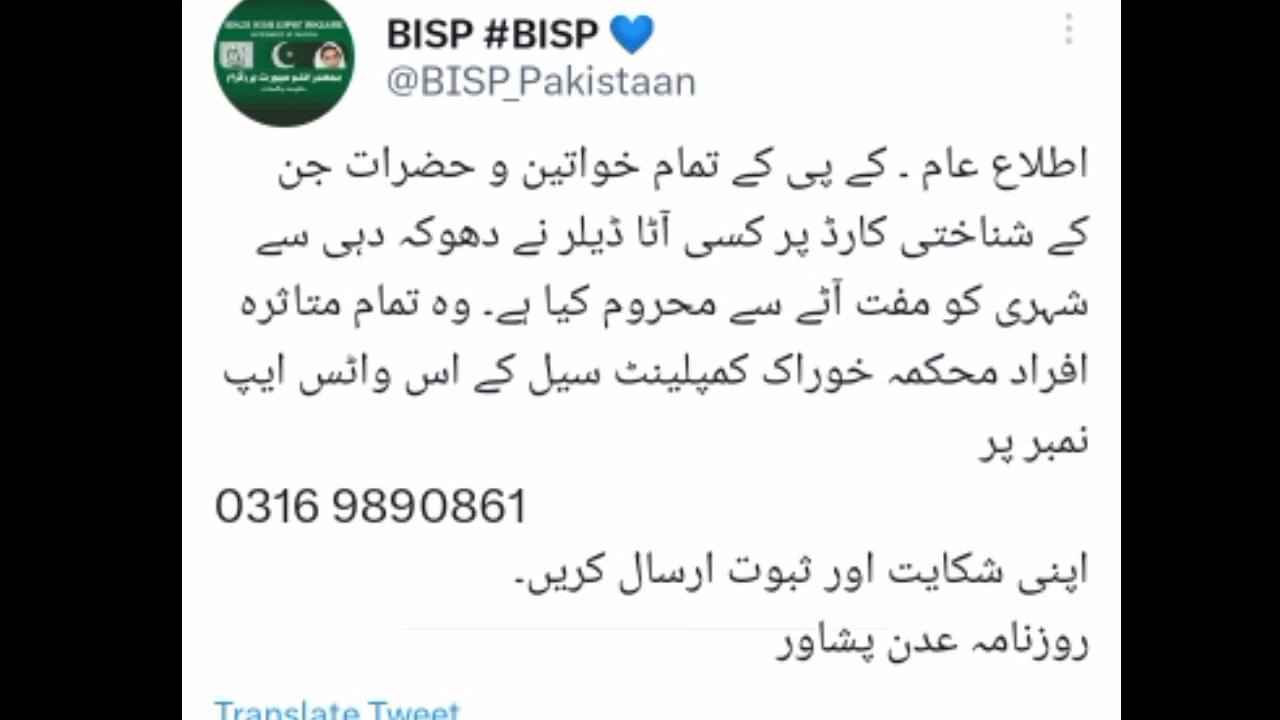 BISP #BISP 💙
@BISP_Pakistaan
اطلاع عام ۔ کے پی کے تمام خواتین و حضرات جن
کے شناختی کارڈ پر کسی آٹا ڈیلر نے دھوکہ دہی سے
شہری کو مفت آٹے سے محروم کیا ہے۔ وہ تمام متاثرہ
افراد محکمہ خوراک کمپلینٹ سیل کے اس واٹس ایپ
نمبر پر
0316 9890861
اپنی شکایت اور ثبوت ارسال کریں۔
روزنامہ عدن پشاور
Translate Tweet